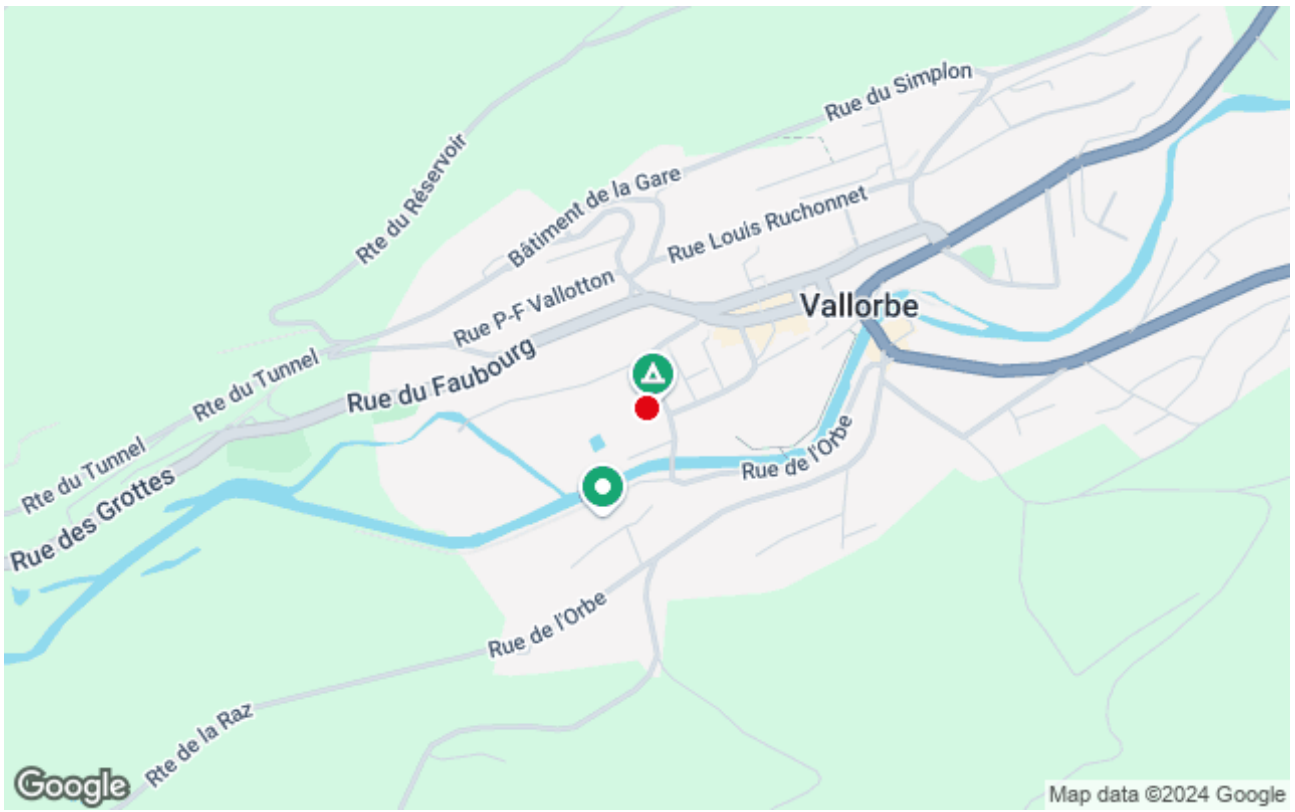 Rue du Simplon
Rte du Réservoir
Bâtiment de la Gare
Rue Louis Ruchonnet
Rue P-F Vallotton
Vallorbe
Rte du Tunnel
Rue du Faubourg
Rte du Tunnel
Rue de l'Orbe
Rue des Grottes
Rue de l'Orbe
Rte de la Raz
Google
Map data ©2024 Google